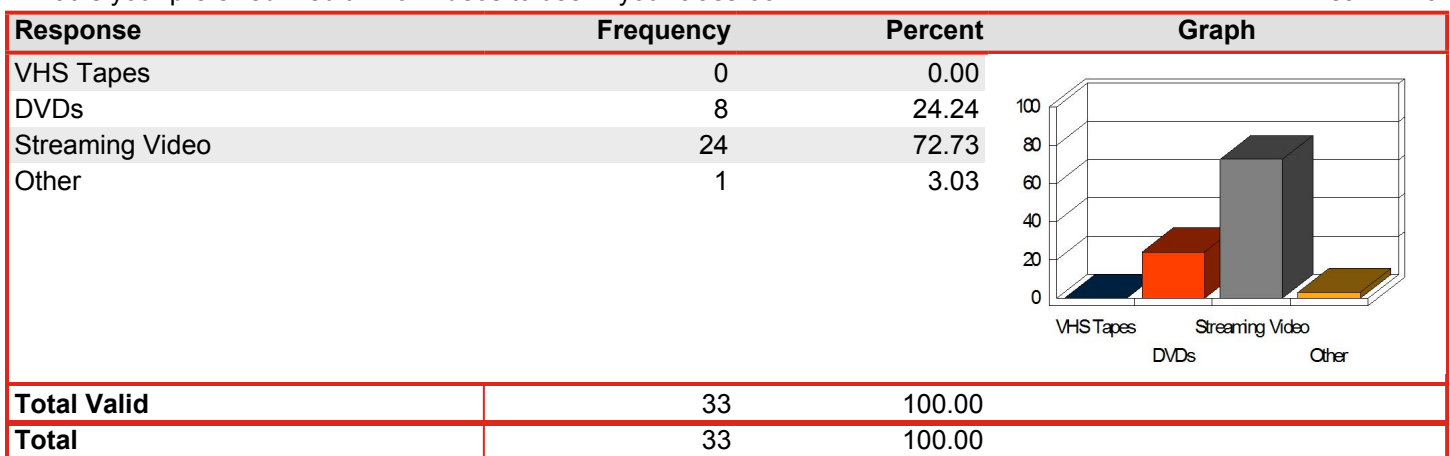 Response Frequency Percent Graph
VHS Tapes 0 0.00
DVDs 8 24.24
Streaming Video 24 72.73
Other 1 3.03
100
80
60
40
20
0
VHS Tapes Streaming Video
DVDs Other
Total Valid 33 100.00
Total 33 100.00